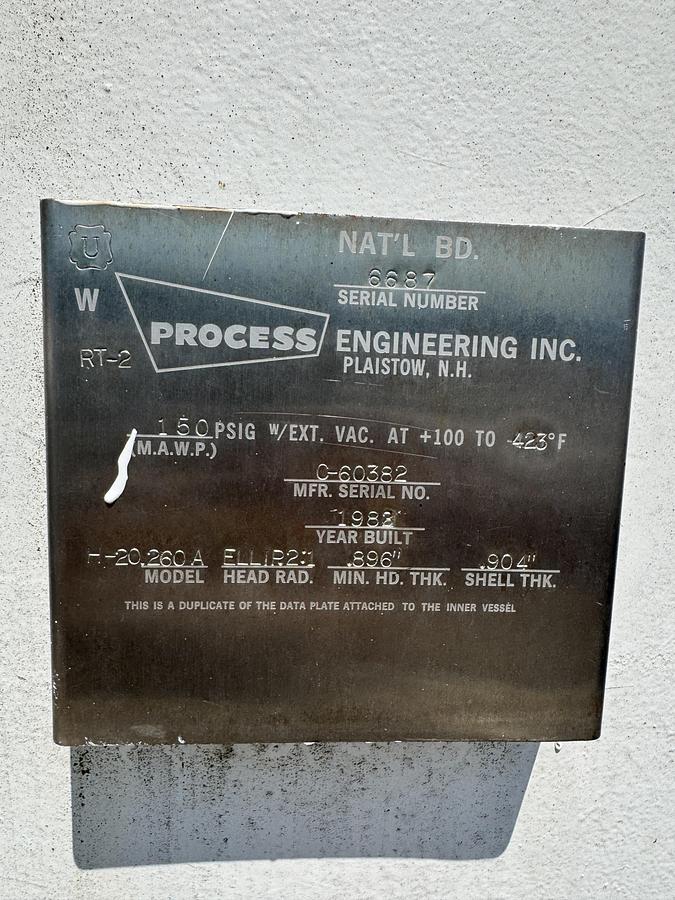 U
NAT'L BD.
6687
SERIAL NUMBER
W
PROCESS ENGINEERING INC.
RT-2
PLAISTOW, N.H.
150 PSIG W/EXT. VAC. AT +100 TO -423°F
(M.A.W.P.)
C-60382
MFR. SERIAL NO.
1982
YEAR BUILT
H-20,260A ELLIP.2:1 .896" .904"
MODEL HEAD RAD. MIN. HD. THK. SHELL THK.
THIS IS A DUPLICATE OF THE DATA PLATE ATTACHED TO THE INNER VESSEL